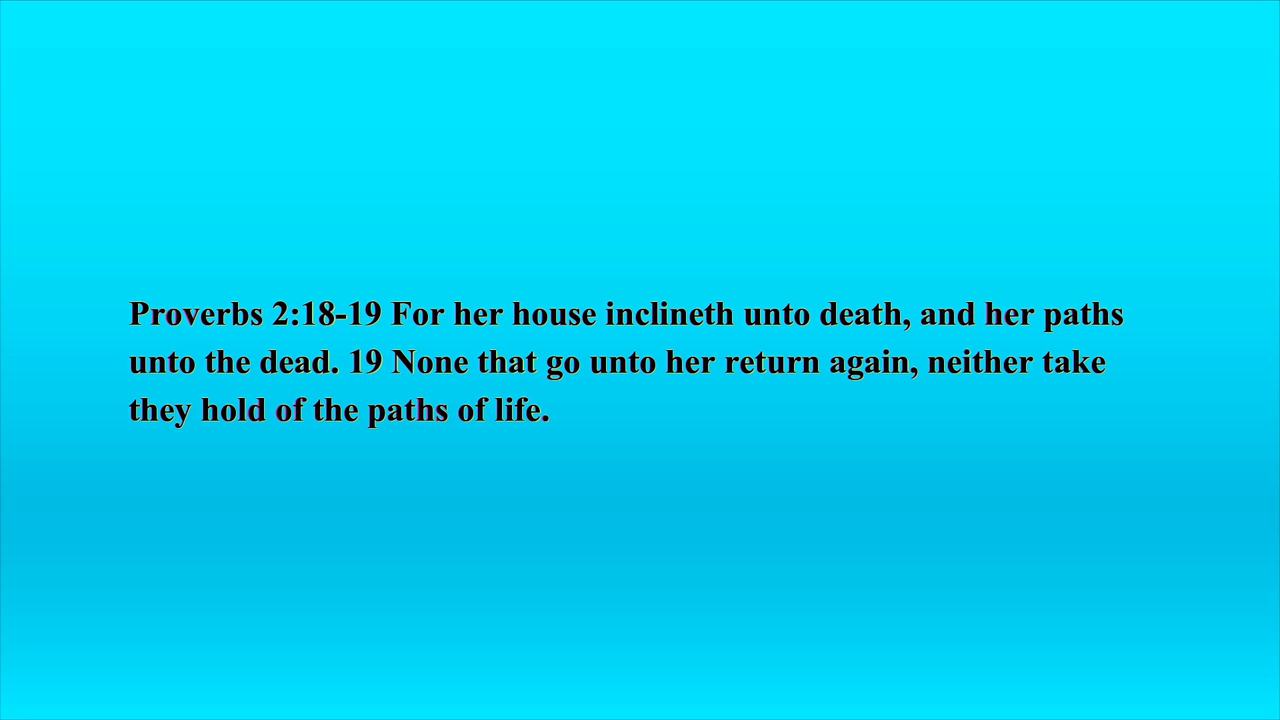 Proverbs 2:18-19 For her house inclineth unto death, and her paths
unto the dead. 19 None that go unto her return again, neither take
they hold of the paths of life.